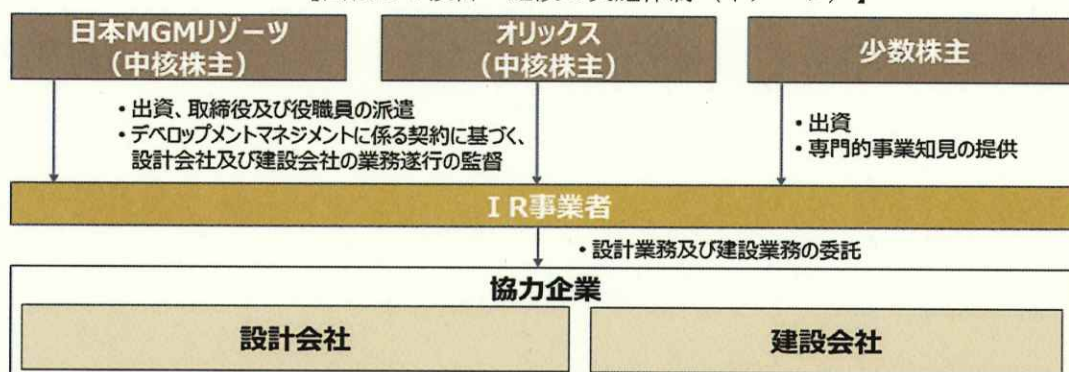 日本MGMリゾーツ
（中核株主）
オリックス
（中核株主）
少数株主
・出資、取締役及び役職員の派遣
・デベロップメントマネジメントに係る契約に基づく、
設計会社及び建設会社の業務遂行の監督
・出資
・専門的事業知見の提供
ＩＲ事業者
・設計業務及び建設業務の委託
協力企業
設計会社
建設会社